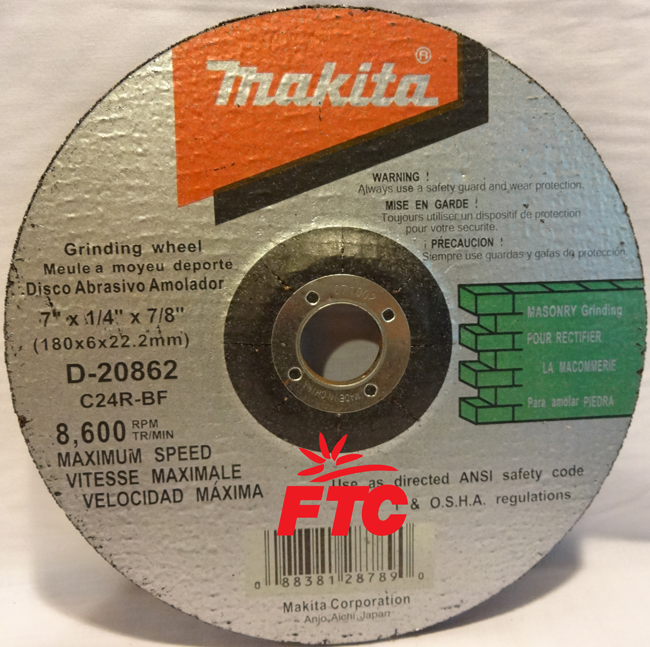 makita®
WARNING !
Always use a safety guard and wear protection.
MISE EN GARDE !
Toujours utiliser un dispositif de protection
pour votre securite.
¡ PRECAUCION !
Siempre use guardas y gafas de protección
Grinding wheel
Meule a moyeu deporte
Disco Abrasivo Amolador
7" x 1/4" x 7/8"
(180x6x22.2mm)
D-20862
C24R-BF
8,600 RPM
TR/MIN
MAXIMUM SPEED
VITESSE MAXIMALE
VELOCIDAD MÁXIMA
MASONRY Grinding
POUR RECTIFIER
LA MACOMMERIE
Para amolar PIEDRA
Use as directed ANSI safety code
& O.S.H.A. regulations.
FTC
0 88381 28789 0
Makita Corporation
Anjo, Aichi, Japan